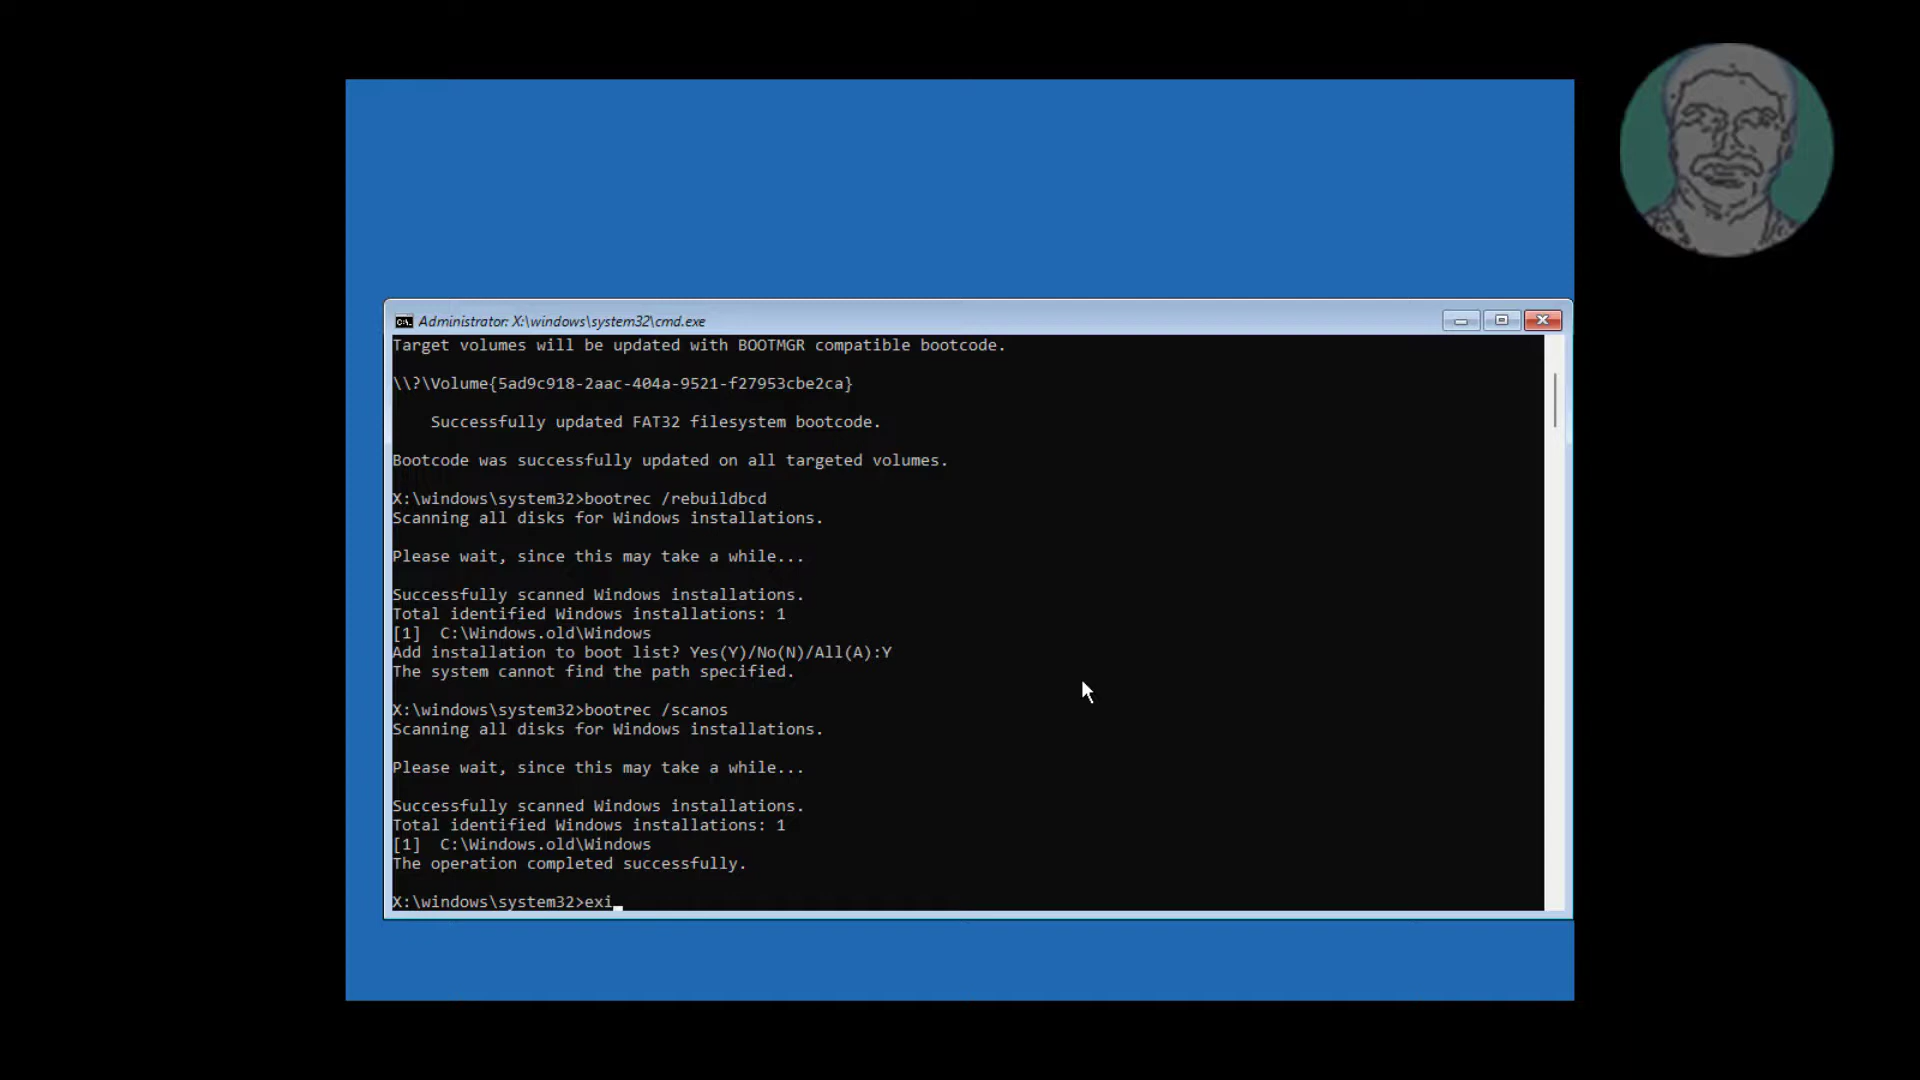 Administrator: X:\windows\system32\cmd.exe
Target volumes will be updated with BOOTMGR compatible bootcode.
\\?\Volume{5ad9c918-2aac-404a-9521-f27953cbe2ca}
Successfully updated FAT32 filesystem bootcode.
Bootcode was successfully updated on all targeted volumes.
X:\windows\system32>bootrec /rebuildbcd
Scanning all disks for Windows installations.
Please wait, since this may take a while...
Successfully scanned Windows installations.
Total identified Windows installations: 1
[1]  C:\Windows.old\Windows
Add installation to boot list? Yes(Y)/No(N)/All(A):Y
The system cannot find the path specified.
X:\windows\system32>bootrec /scanos
Scanning all disks for Windows installations.
Please wait, since this may take a while...
Successfully scanned Windows installations.
Total identified Windows installations: 1
[1]  C:\Windows.old\Windows
The operation completed successfully.
X:\windows\system32>exi